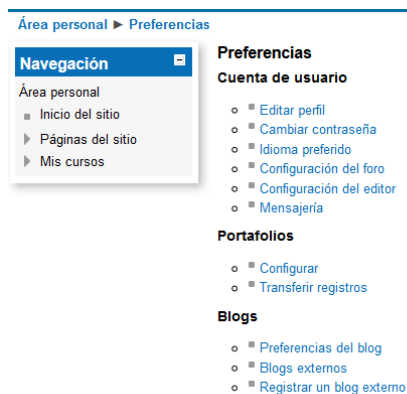 Área personal ► Preferencias
Navegación
Área personal
Inicio del sitio
Páginas del sitio
Mis cursos
Preferencias
Cuenta de usuario
Editar perfil
Cambiar contraseña
Idioma preferido
Configuración del foro
Configuración del editor
Mensajería
Portafolios
Configurar
Transferir registros
Blogs
Preferencias del blog
Blogs externos
Registrar un blog externo